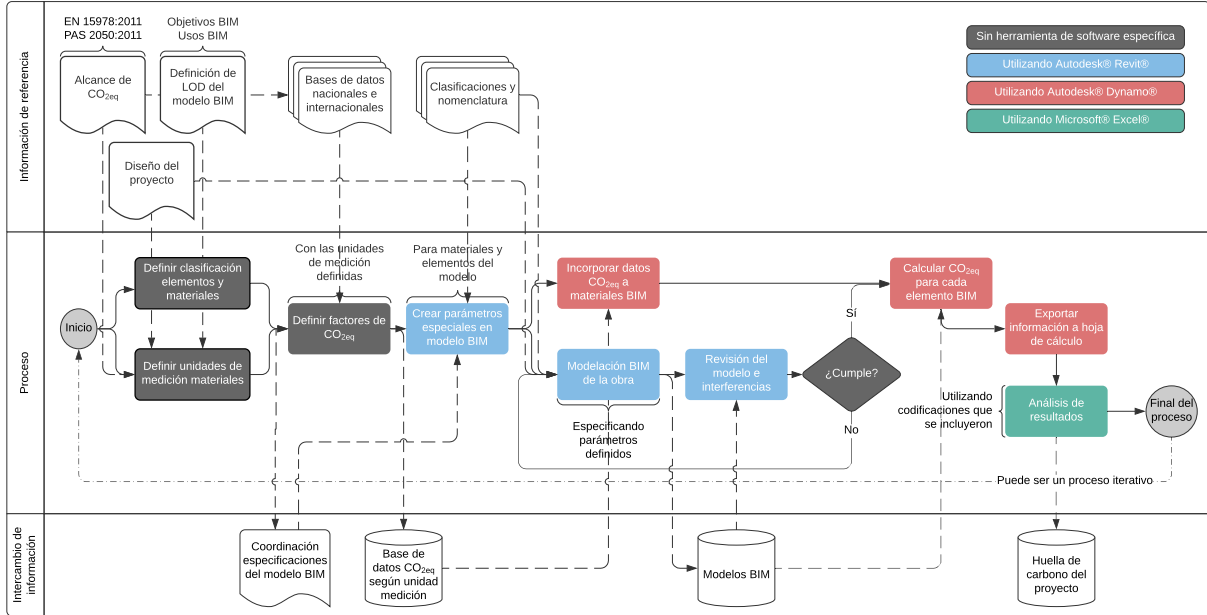 Información de referencia
EN 15978:2011
PAS 2050:2011
Alcance de
CO2eq
Objetivos BIM
Usos BIM
Definición de
LOD del
modelo BIM
Bases de datos
nacionales e
internacionales
Clasificaciones y
nomenclatura
Diseño del
proyecto
Sin herramienta de software específica
Utilizando Autodesk® Revit®
Utilizando Autodesk® Dynamo®
Utilizando Microsoft® Excel®
Proceso
Inicio
Definir clasificación
elementos y
materiales
Definir unidades de
medición materiales
Con las unidades
de medición
definidas
Definir factores de
CO2eq
Para materiales y
elementos del
modelo
Crear parámetros
especiales en
modelo BIM
Incorporar datos
CO2eq a
materiales BIM
Modelación BIM
de la obra
Especificando
parámetros
definidos
Revisión del
modelo e
interferencias
¿Cumple?
Sí
No
Calcular CO2eq
para cada
elemento BIM
Exportar
información a hoja
de cálculo
Utilizando
codificaciones que
se incluyeron
Análisis de
resultados
Final del
proceso
Puede ser un proceso iterativo
Intercambio de
información
Coordinación
especificaciones
del modelo BIM
Base de
datos CO2eq
según unidad
medición
Modelos BIM
Huella de
carbono del
proyecto